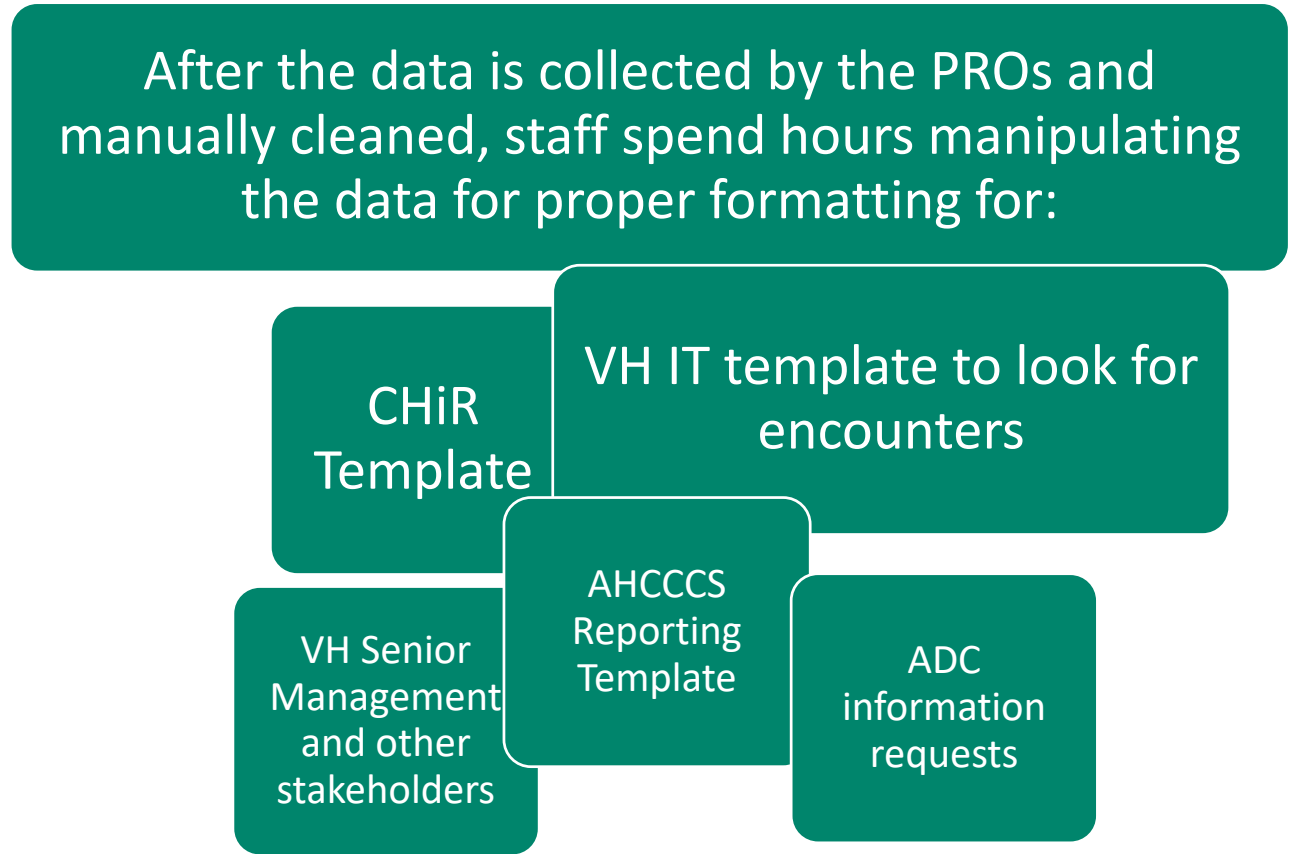 After the data is collected by the PROs and
manually cleaned, staff spend hours manipulating
the data for proper formatting for:
CHiR
Template
VH IT template to look for
encounters
VH Senior
Management
and other
stakeholders
AHCCCS
Reporting
Template
ADC
information
requests